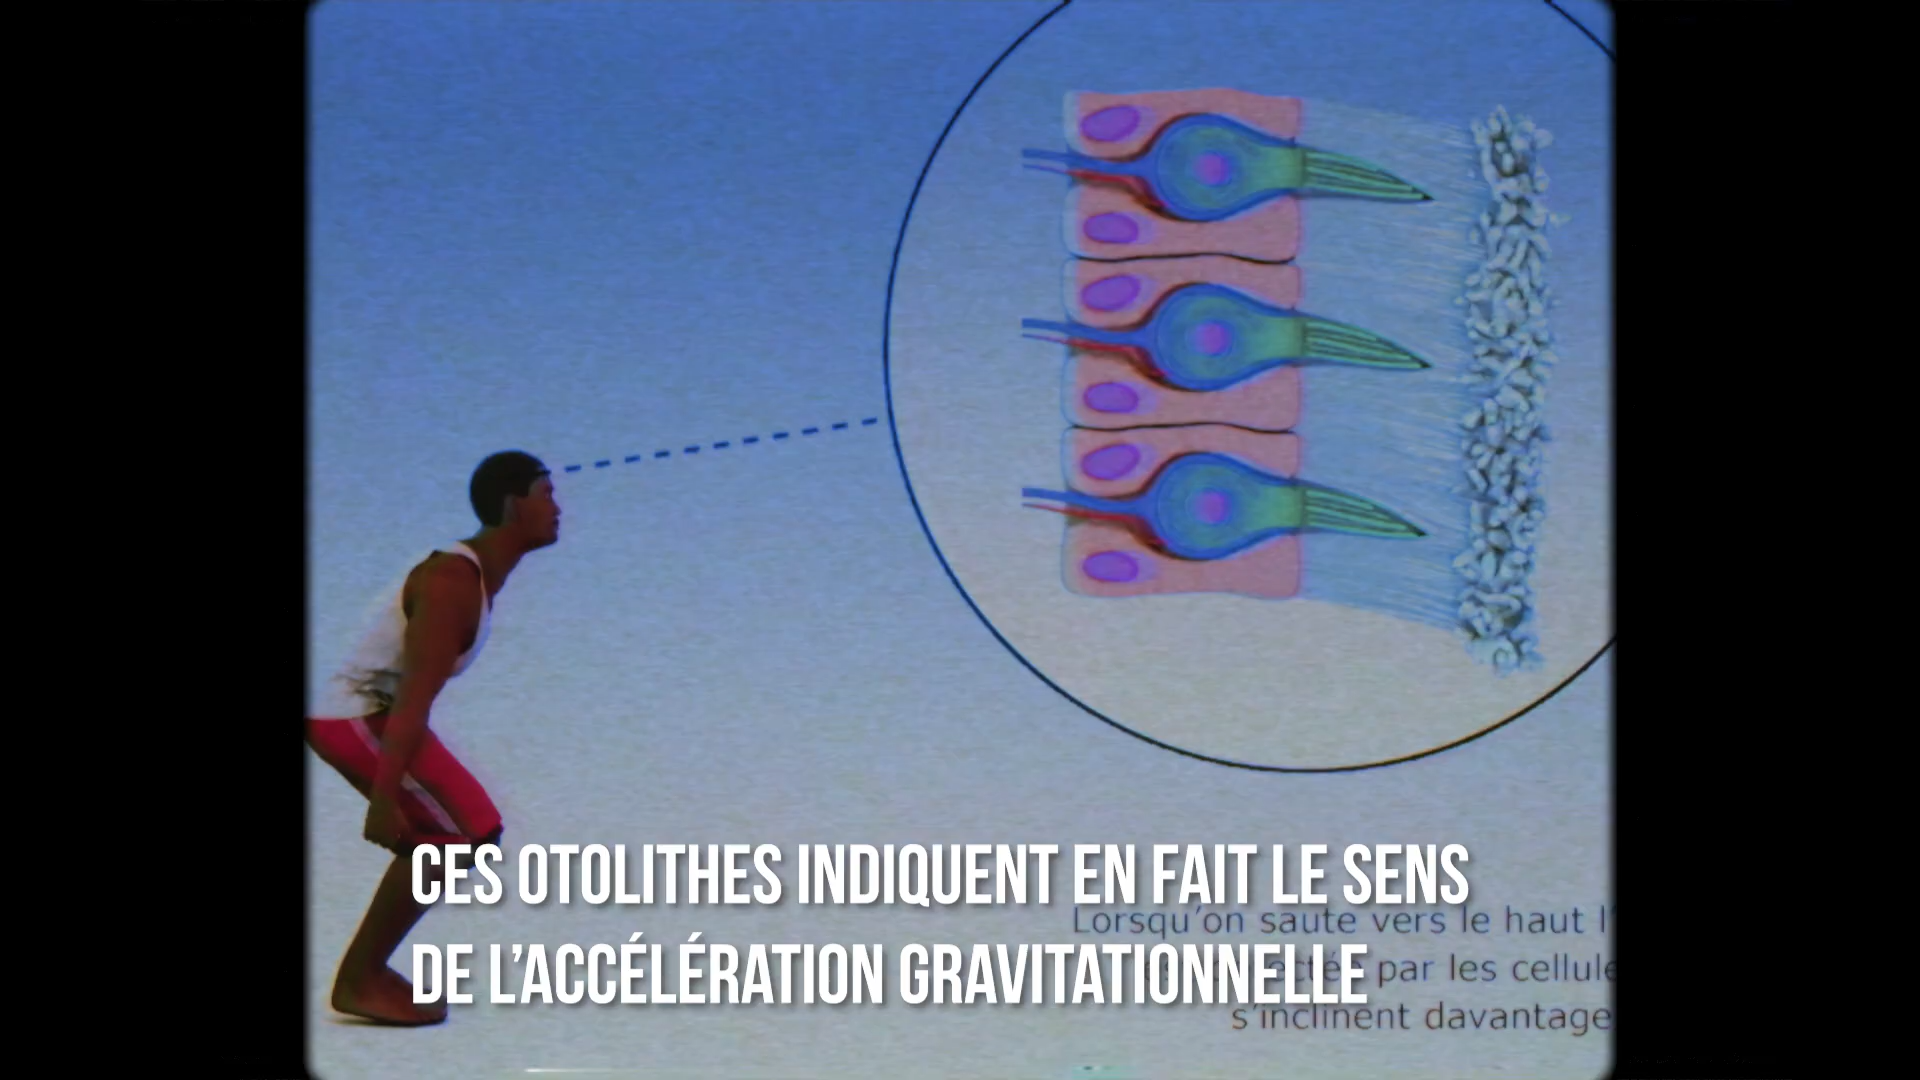 CES OTOLITHES INDIQUENT EN FAIT LE SENS
DE L'ACCÉLÉRATION GRAVITATIONNELLE
Lorsqu'on saute vers le haut l'
par les cellule
s'inclinent davantage